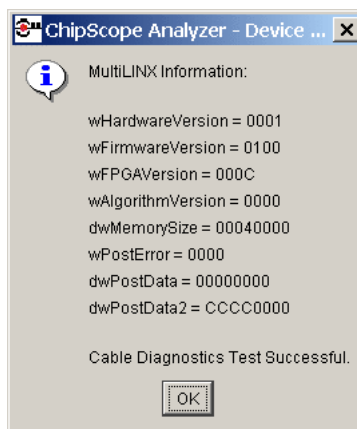 ChipScope Analyzer - Device ...
MultiLINX Information:
wHardwareVersion = 0001
wFirmwareVersion = 0100
wFPGAVersion = 000C
wAlgorithmVersion = 0000
dwMemorySize = 00040000
wPostError = 0000
dwPostData = 00000000
dwPostData2 = CCCC0000
Cable Diagnostics Test Successful.
OK